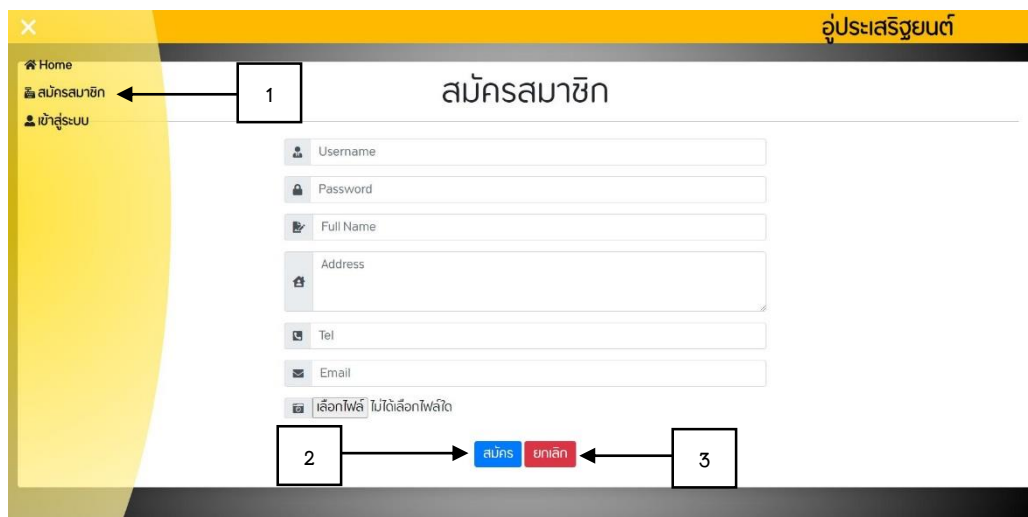 อู่ประเสริฐยนต์
Home
สมัครสมาชิก
เข้าสู่ระบบ
1
สมัครสมาชิก
Username
Password
Full Name
Address
Tel
Email
เลือกไฟล์ ไม่ได้เลือกไฟล์ใด
2
สมัคร ยกเลิก
3